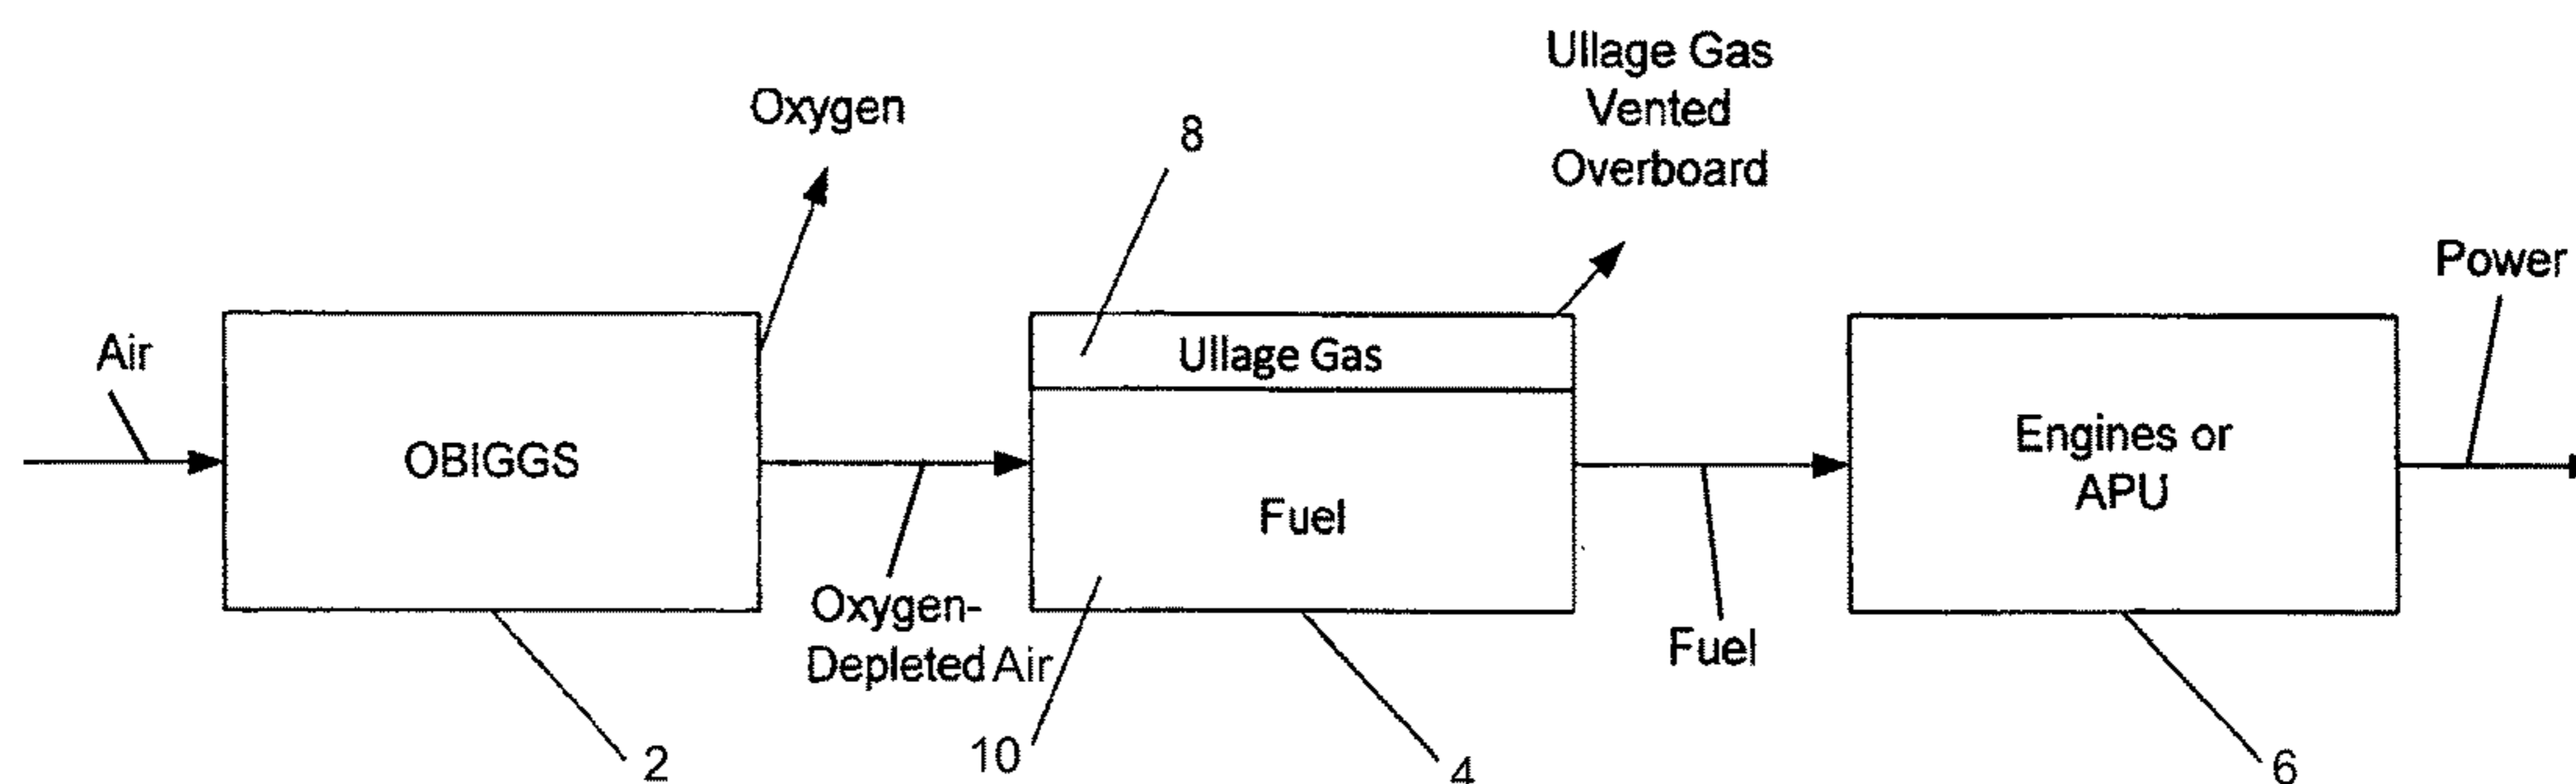 Ullage Gas
Vented
Overboard
Oxygen
8
Power
Air
Ullage Gas
OBIGGS
Engines or
APU
Fuel
Oxygen-
Depleted Air
Fuel
10
2
4
6